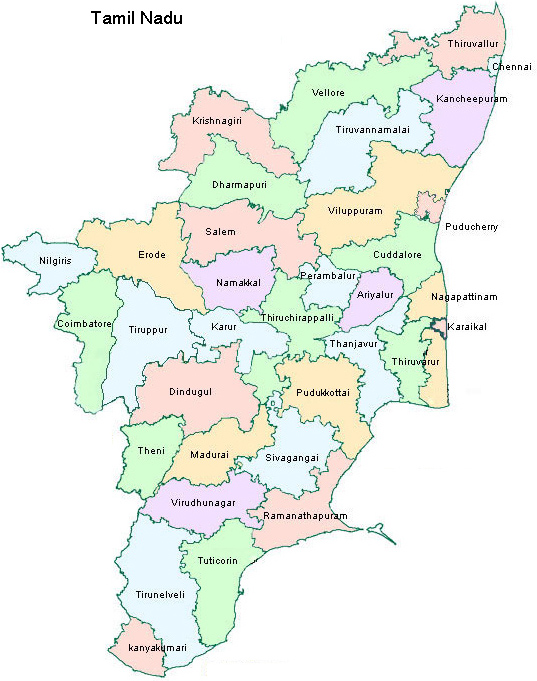 Tamil Nadu
Thiruvallur
Chennai
Vellore
Kancheepuram
Krishnagiri
Tiruvannamalai
Dharmapuri
Viluppuram
Puducherry
Salem
Erode
Cuddalore
Nilgiris
Perambalur
Namakkal
Ariyalur
Nagapattinam
Thiruchirappalli
Coimbatore
Tiruppur
Karur
Karaikal
Thanjavur
Thiruvarur
Dindugul
Pudukkottai
Theni
Madurai
Sivagangai
Virudhunagar
Ramanathapuram
Tuticorin
Tirunelveli
kanyakumari